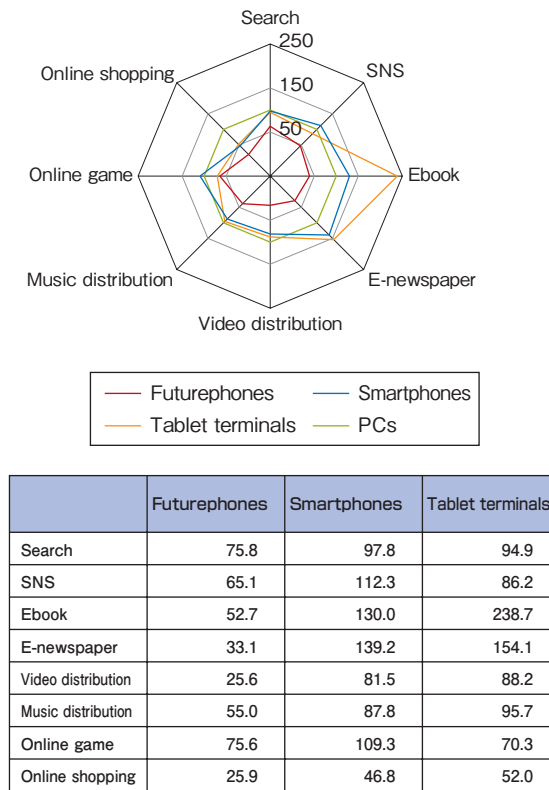 Search
250
Online shopping
SNS
150
50
Online game
Ebook
Music distribution
E-newspaper
Video distribution
Futurephones Smartphones
Tablet terminals PCs
Futurephones Smartphones Tablet terminals
Search 75.8 97.8 94.9
SNS 65.1 112.3 86.2
Ebook 52.7 130.0 238.7
E-newspaper 33.1 139.2 154.1
Video distribution 25.6 81.5 88.2
Music distribution 55.0 87.8 95.7
Online game 75.6 109.3 70.3
Online shopping 25.9 46.8 52.0